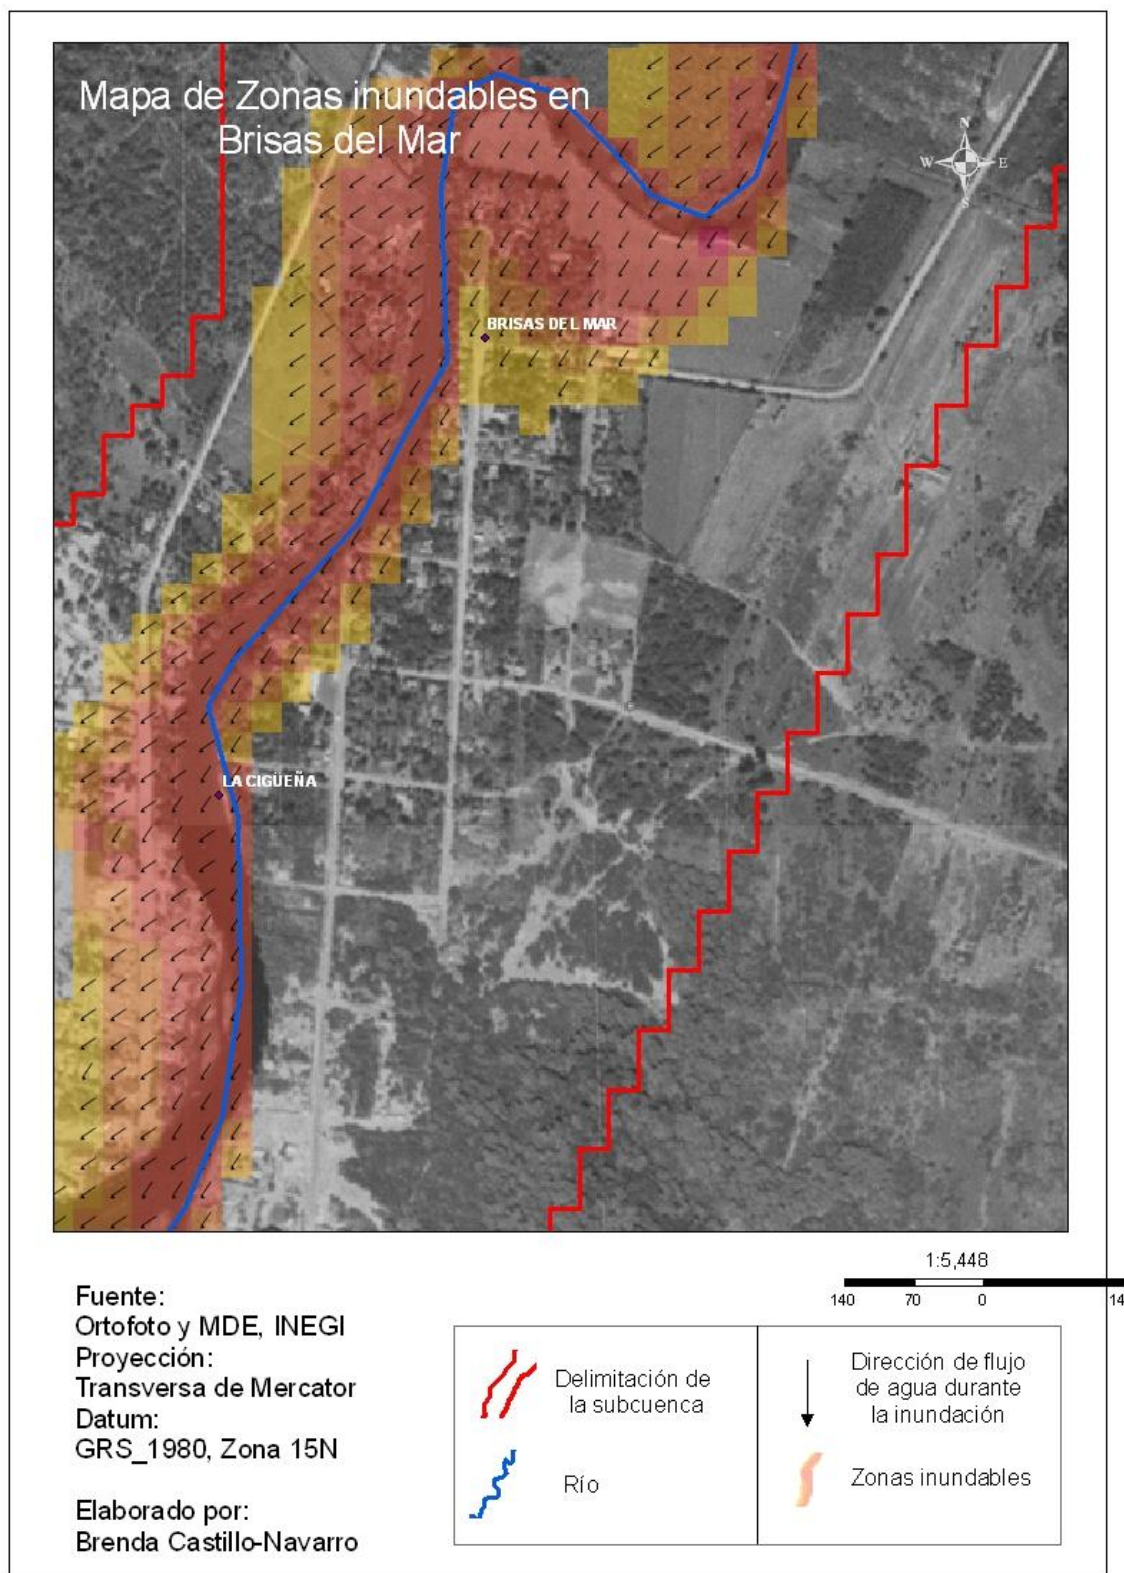 Mapa de Zonas inundables en
Brisas del Mar
N
W
E
S
BRISAS DEL MAR
LA CIGÜEÑA
1:5,448
140 70 0 14
Fuente:
Ortofoto y MDE, INEGI
Proyección:
Transversa de Mercator
Datum:
GRS_1980, Zona 15N
Elaborado por:
Brenda Castillo-Navarro
Delimitación de
la subcuenca
Río
Dirección de flujo
de agua durante
la inundación
Zonas inundables